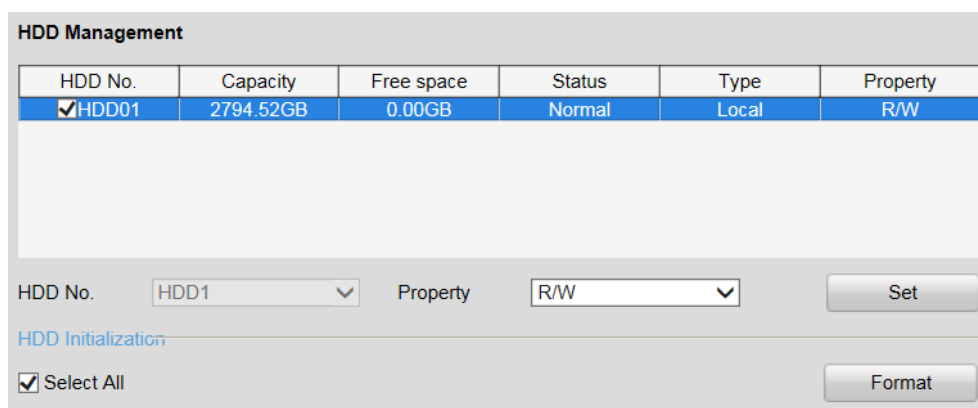 HDD Management
HDD No. Capacity Free space Status Type Property
HDD01 2794.52GB 0.00GB Normal Local R/W
HDD No. HDD1 Property R/W Set
HDD Initialization
Select All Format